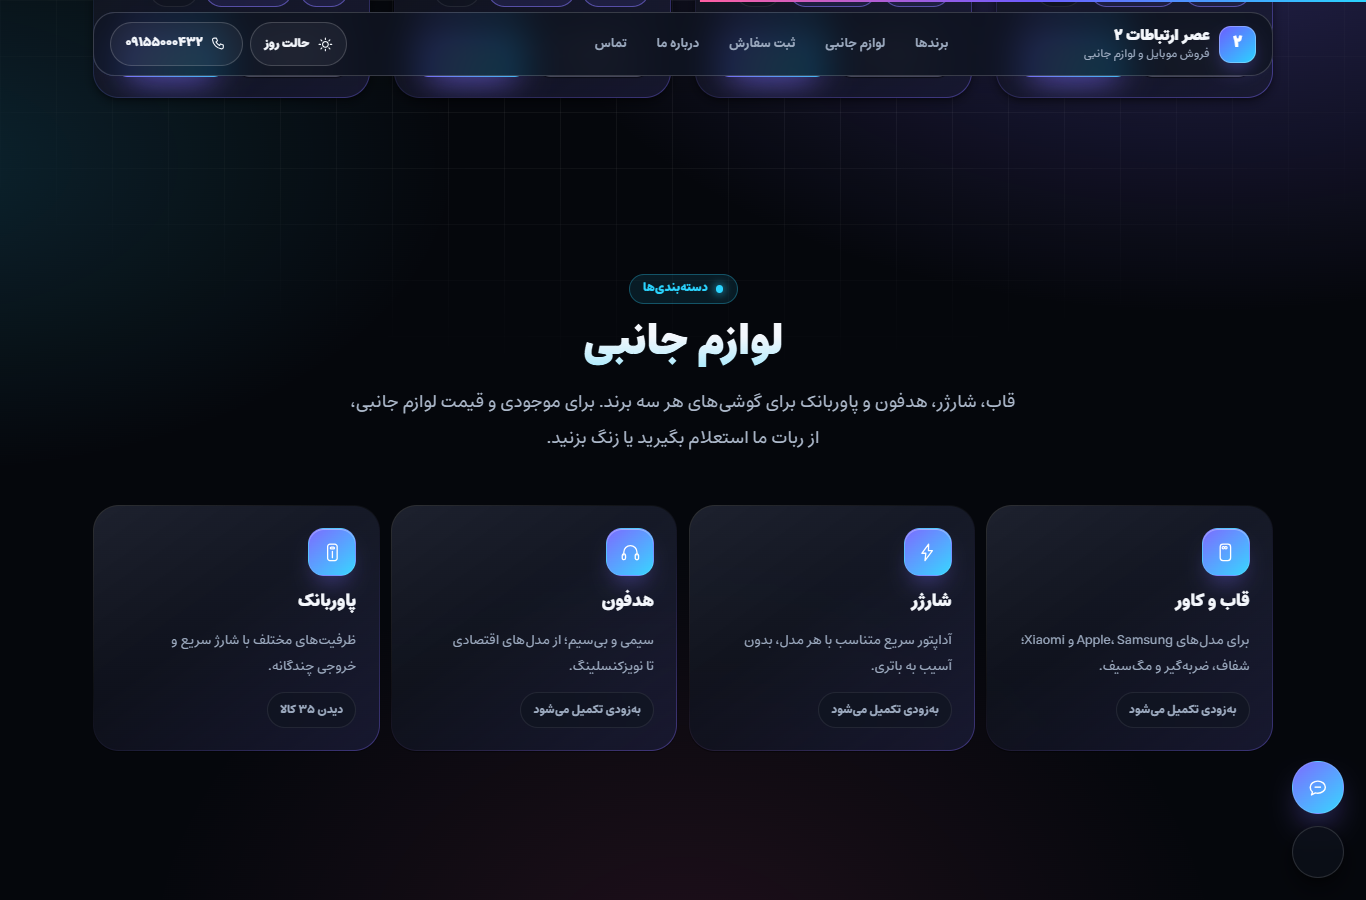 عصر ارتباطات ۲
فروش موبایل و لوازم جانبی
۲
برندها
لوازم جانبی
ثبت سفارش
درباره ما
تماس
حالت روز
۰۹۱۵۵۰۰۰۴۳۲
دسته‌بندی‌ها
لوازم جانبی
قاب، شارژر، هدفون و پاوربانک برای گوشی‌های هر سه برند. برای موجودی و قیمت لوازم جانبی،
از ربات ما استعلام بگیرید یا زنگ بزنید.
قاب و کاور
برای مدل‌های Apple، Samsung و Xiaomi؛
شفاف، ضربه‌گیر و مگ‌سیف.
به‌زودی تکمیل می‌شود
شارژر
آداپتور سریع متناسب با هر مدل، بدون
آسیب به باتری.
به‌زودی تکمیل می‌شود
هدفون
سیمی و بی‌سیم؛ از مدل‌های اقتصادی
تا نویزکنسلینگ.
به‌زودی تکمیل می‌شود
پاوربانک
ظرفیت‌های مختلف با شارژ سریع و
خروجی چندگانه.
دیدن ۳۵ کالا